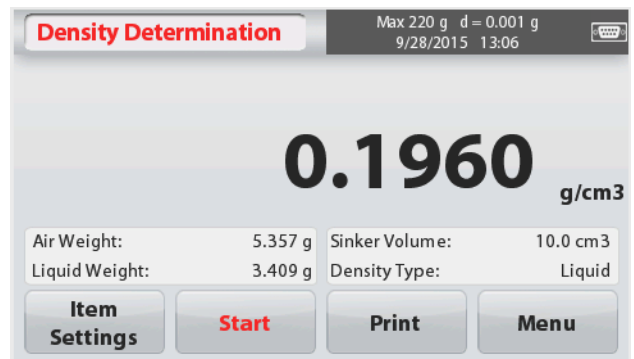 Density Determination
Max 220 g d = 0.001 g
9/28/2015 13:06
0.1960
g/cm3
Air Weight: 5.357 g Sinker Volume: 10.0 cm3
Liquid Weight: 3.409 g Density Type: Liquid
Item
Settings
Start
Print
Menu